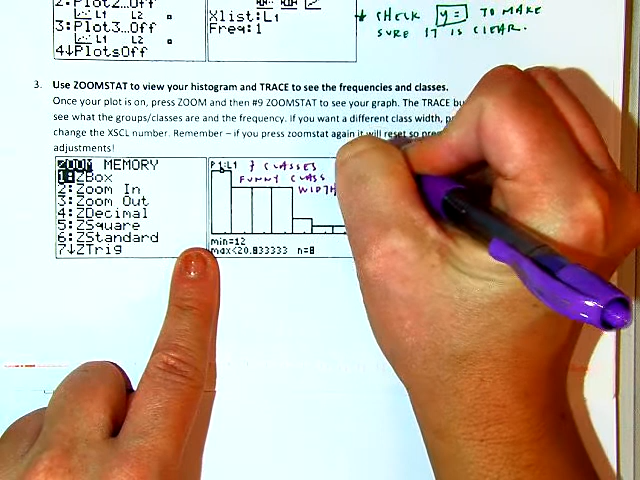 2:Plot2...Off
L1 L2
3:Plot3...Off
L1 L2
4↓PlotsOff
Xlist:L1
Freq:1
* CHECK Y= TO MAKE
SURE IT IS CLEAR.
3. Use ZOOMSTAT to view your histogram and TRACE to see the frequencies and classes.
Once your plot is on, press ZOOM and then #9 ZOOMSTAT to see your graph. The TRACE
see what the groups/classes are and the frequency. If you want a different class width,
change the XSCL number. Remember – if you press zoomstat again it will reset so
adjustments!
ZOOM MEMORY
1:ZBox
2:Zoom In
3:Zoom Out
4:ZDecimal
5:ZSquare
6:ZStandard
7↓ZTrig
P1:L1
7 CLASSES
FUNNY CLASS
WIDTH
min=12
max<20.833333 n=8